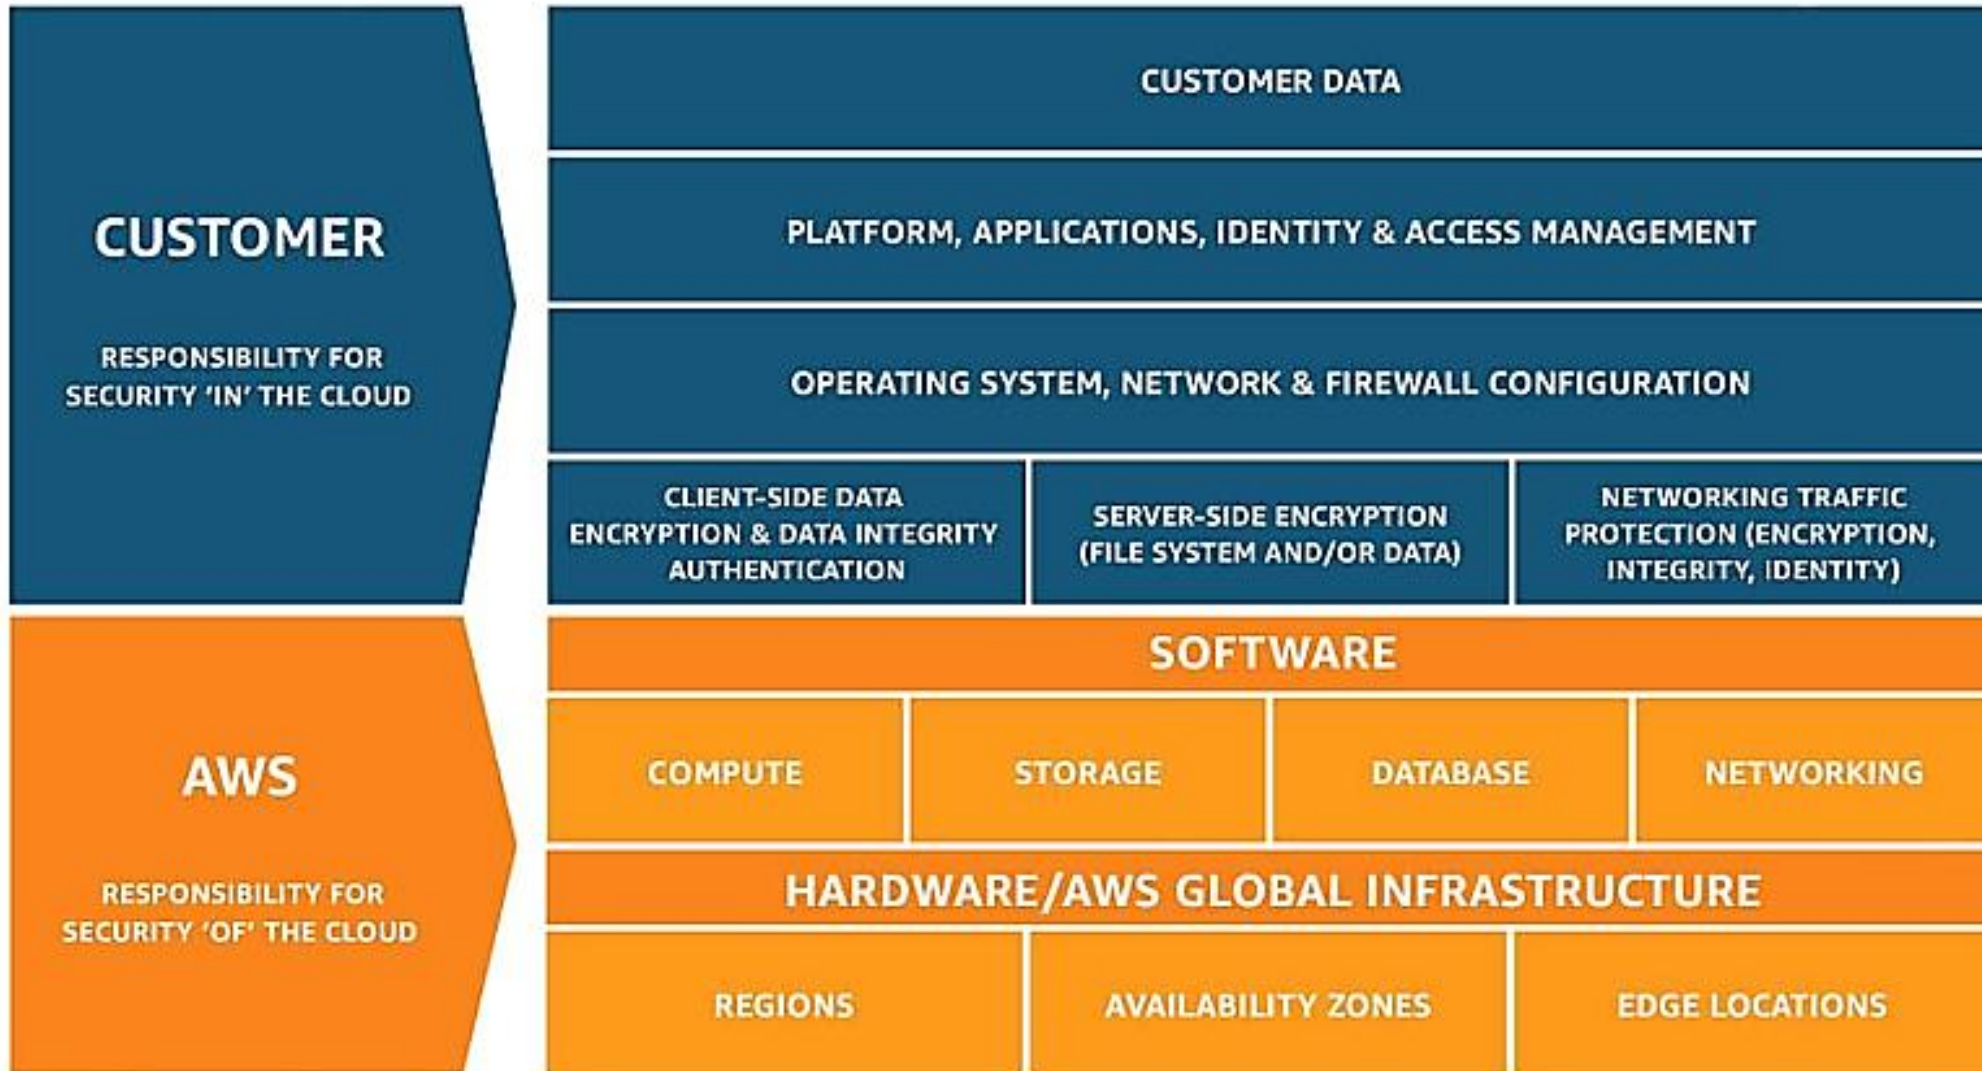 CUSTOMER
RESPONSIBILITY FOR
SECURITY 'IN' THE CLOUD
CUSTOMER DATA
PLATFORM, APPLICATIONS, IDENTITY & ACCESS MANAGEMENT
OPERATING SYSTEM, NETWORK & FIREWALL CONFIGURATION
CLIENT-SIDE DATA
ENCRYPTION & DATA INTEGRITY
AUTHENTICATION
SERVER-SIDE ENCRYPTION
(FILE SYSTEM AND/OR DATA)
NETWORKING TRAFFIC
PROTECTION (ENCRYPTION,
INTEGRITY, IDENTITY)
AWS
RESPONSIBILITY FOR
SECURITY 'OF' THE CLOUD
SOFTWARE
COMPUTE
STORAGE
DATABASE
NETWORKING
HARDWARE/AWS GLOBAL INFRASTRUCTURE
REGIONS
AVAILABILITY ZONES
EDGE LOCATIONS